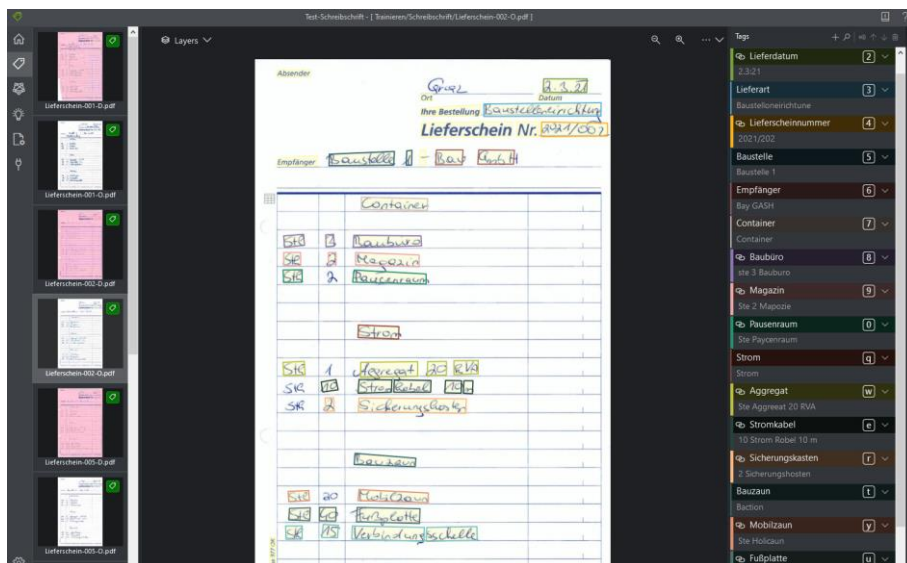 Test-Schreibschrift - [ Trainieren/Schreibschrift/Lieferschein-002-O.pdf ]
Layers
Lieferschein-001-D.pdf
Lieferschein-001-O.pdf
Lieferschein-002-D.pdf
Lieferschein-002-O.pdf
Lieferschein-005-D.pdf
Lieferschein-005-O.pdf
Absender
Graz 2.3.21
Ort Datum
Ihre Bestellung Baustelleneinrichtung
Lieferschein Nr. 2021/002
Empfänger Baustelle 1 - Bau GmbH
Container
Stk 3 Baubüro
Stk 2 Magazin
Stk 2 Pausenraum
Strom
Stk 1 Aggregat 20 KVA
Stk 10 Stromkabel 10m
Stk 2 Sicherungskasten
Bauzaun
Stk 20 Mobilzaun
Stk 40 Fußplatte
Stk 15 Verbindungsschelle
Tags
Lieferdatum 2
2.3:21
Lieferart 3
Baustelloneirichtune
Lieferscheinnummer 4
2021/202
Baustelle 5
Baustelle 1
Empfänger 6
Bay GASH
Container 7
Container
Baubüro 8
ste 3 Bauburo
Magazin 9
Ste 2 Mapozie
Pausenraum 0
Ste Paycenraum
Strom q
Strom
Aggregat w
Ste Aggreeat 20 RVA
Stromkabel e
10 Strom Robel 10 m
Sicherungskasten r
2 Sicherungshosten
Bauzaun t
Baction
Mobilzaun y
Ste Holicaun
Fußplatte u